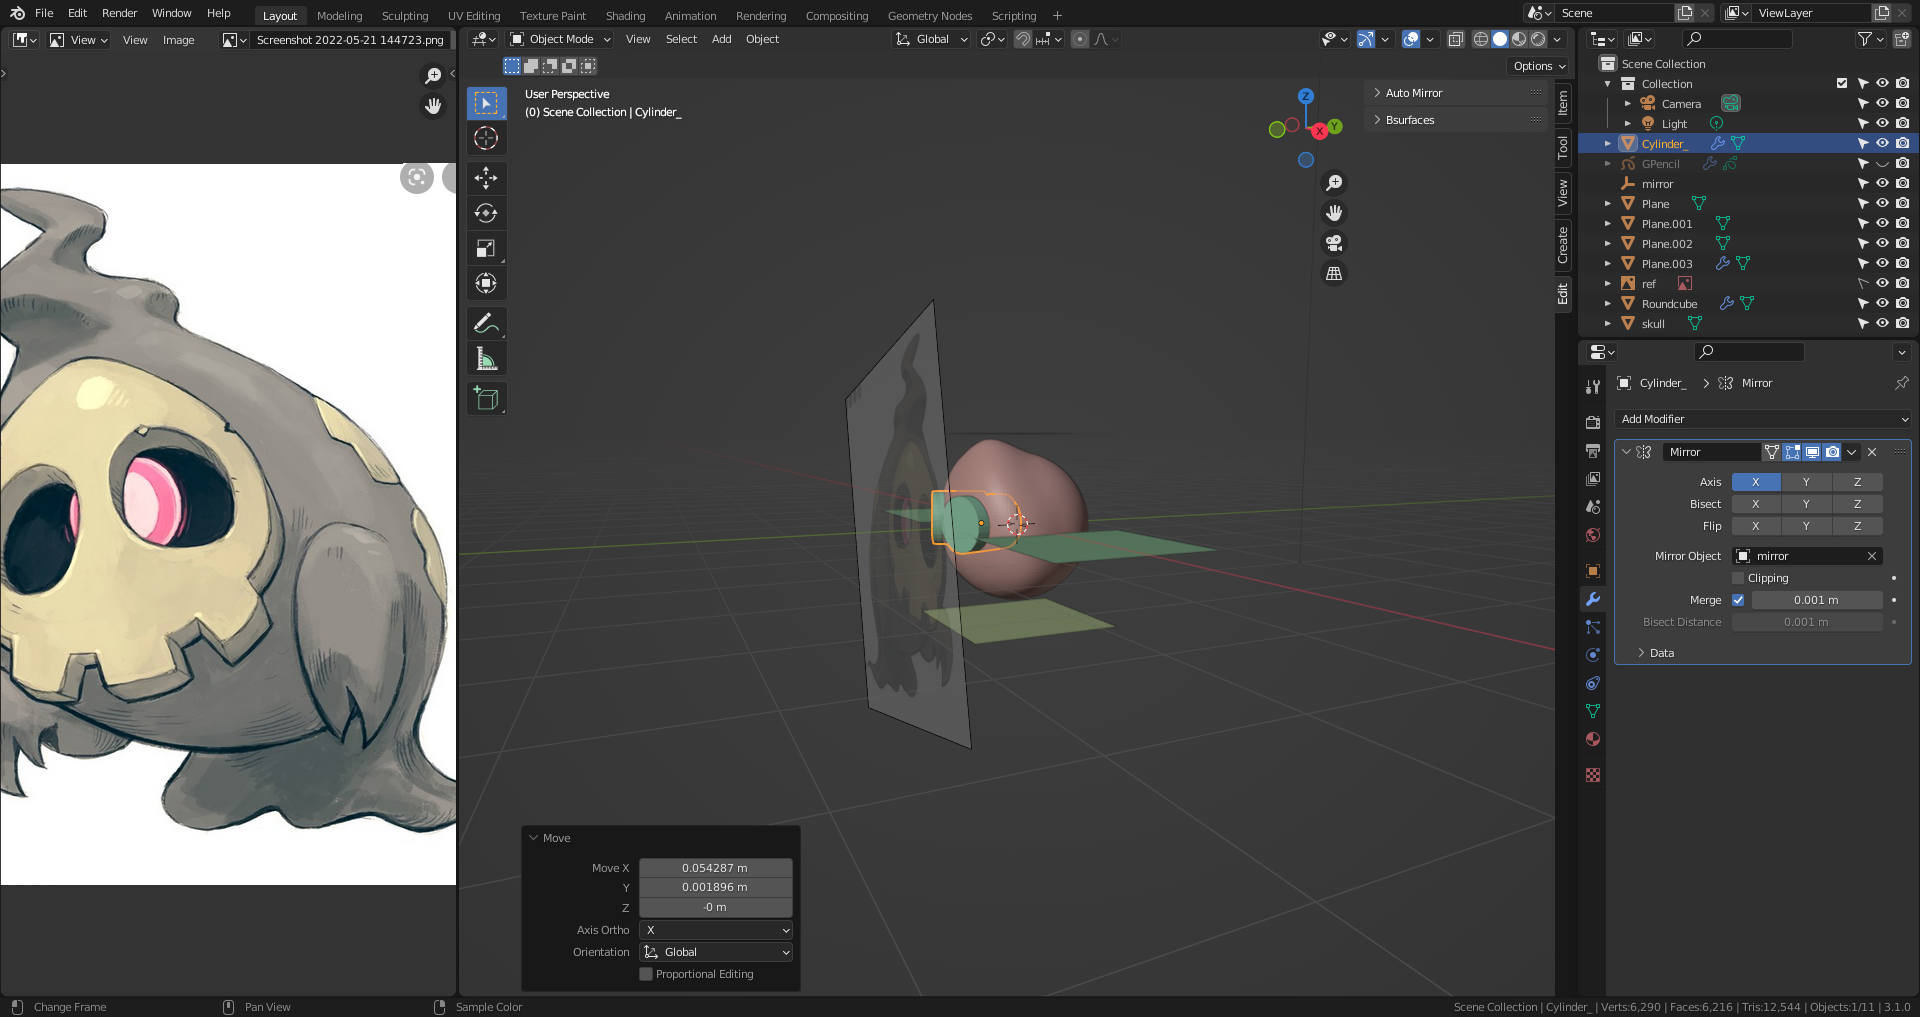 File Edit Render Window Help Layout Modeling Sculpting UV Editing Texture Paint Shading Animation Rendering Compositing Geometry Nodes Scripting + Scene ViewLayer
View View Image Screenshot 2022-05-21 144723.png Object Mode View Select Add Object Global
Options
User Perspective
(0) Scene Collection | Cylinder_
Z
X
Y
Auto Mirror
Bsurfaces
Item
Tool
View
Create
Edit
Scene Collection
Collection
Camera
Light
Cylinder_
GPencil
mirror
Plane
Plane.001
Plane.002
Plane.003
ref
Roundcube
skull
Cylinder_ > Mirror
Add Modifier
Mirror
Axis X Y Z
Bisect X Y Z
Flip X Y Z
Mirror Object mirror
Clipping
Merge 0.001 m
Bisect Distance 0.001 m
Data
Move
Move X 0.054287 m
Y 0.001896 m
Z -0 m
Axis Ortho X
Orientation Global
Proportional Editing
Change Frame Pan View Sample Color Scene Collection | Cylinder_ | Verts:6,290 | Faces:6,216 | Tris:12,544 | Objects:1/11 | 3.1.0